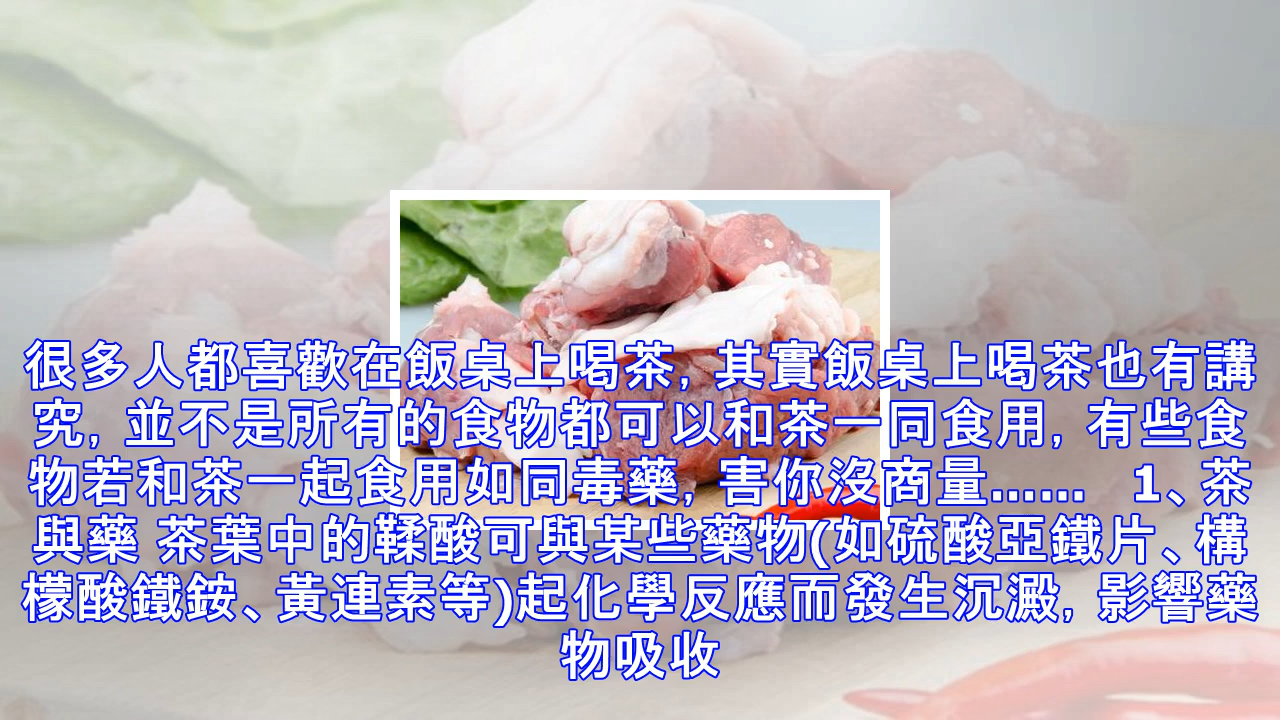 很多人都喜歡在飯桌上喝茶, 其實飯桌上喝茶也有講
究, 並不是所有的食物都可以和茶一同食用, 有些食
物若和茶一起食用如同毒藥, 害你沒商量...... 1、茶
與藥 茶葉中的鞣酸可與某些藥物(如硫酸亞鐵片、構
檬酸鐵銨、黃連素等)起化學反應而發生沉澱, 影響藥
物吸收